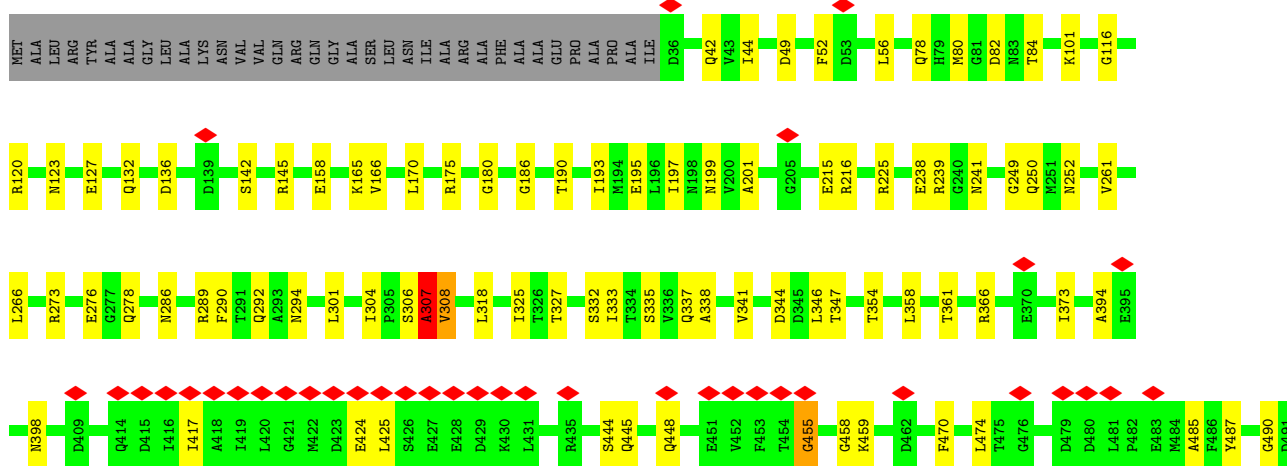 MET ALA LEU ARG TYR ALA ALA GLY LEU ALA LYS ASN VAL VAL GLN ARG GLN GLY ALA SER LEU ASN ILE ALA ARG ALA PHE ALA ALA GLU PRO ALA PRO ALA ILE D36 Q42 V43 I44 D49 F52 D53 L56 Q78 H79 M80 G81 D82 N83 T84 K101 G116
R120 N123 E127 Q132 D136 D139 S142 R145 E158 K165 V166 L170 R175 G180 G186 T190 I193 M194 E195 L196 I197 N198 N199 V200 A201 G205 E215 R216 R225 E238 R239 G240 N241 G249 Q250 M251 N252 V261
L266 R273 E276 G277 Q278 N286 R289 F290 T291 Q292 A293 N294 L301 I304 P305 S306 A307 V308 L318 I325 T326 T327 S332 I333 T334 S335 V336 Q337 A338 V341 D344 D345 L346 T347 T354 L358 T361 R366 E370 I373 A394 E395
N398 D409 Q414 D415 I416 I417 A418 I419 L420 G421 M422 D423 E424 L425 S426 E427 E428 D429 K430 L431 R435 S444 Q445 Q448 E451 V452 F453 T454 G455 G458 K459 D462 F470 L474 T475 G476 D479 D480 L481 P482 E483 M484 A485 F486 Y487 G490